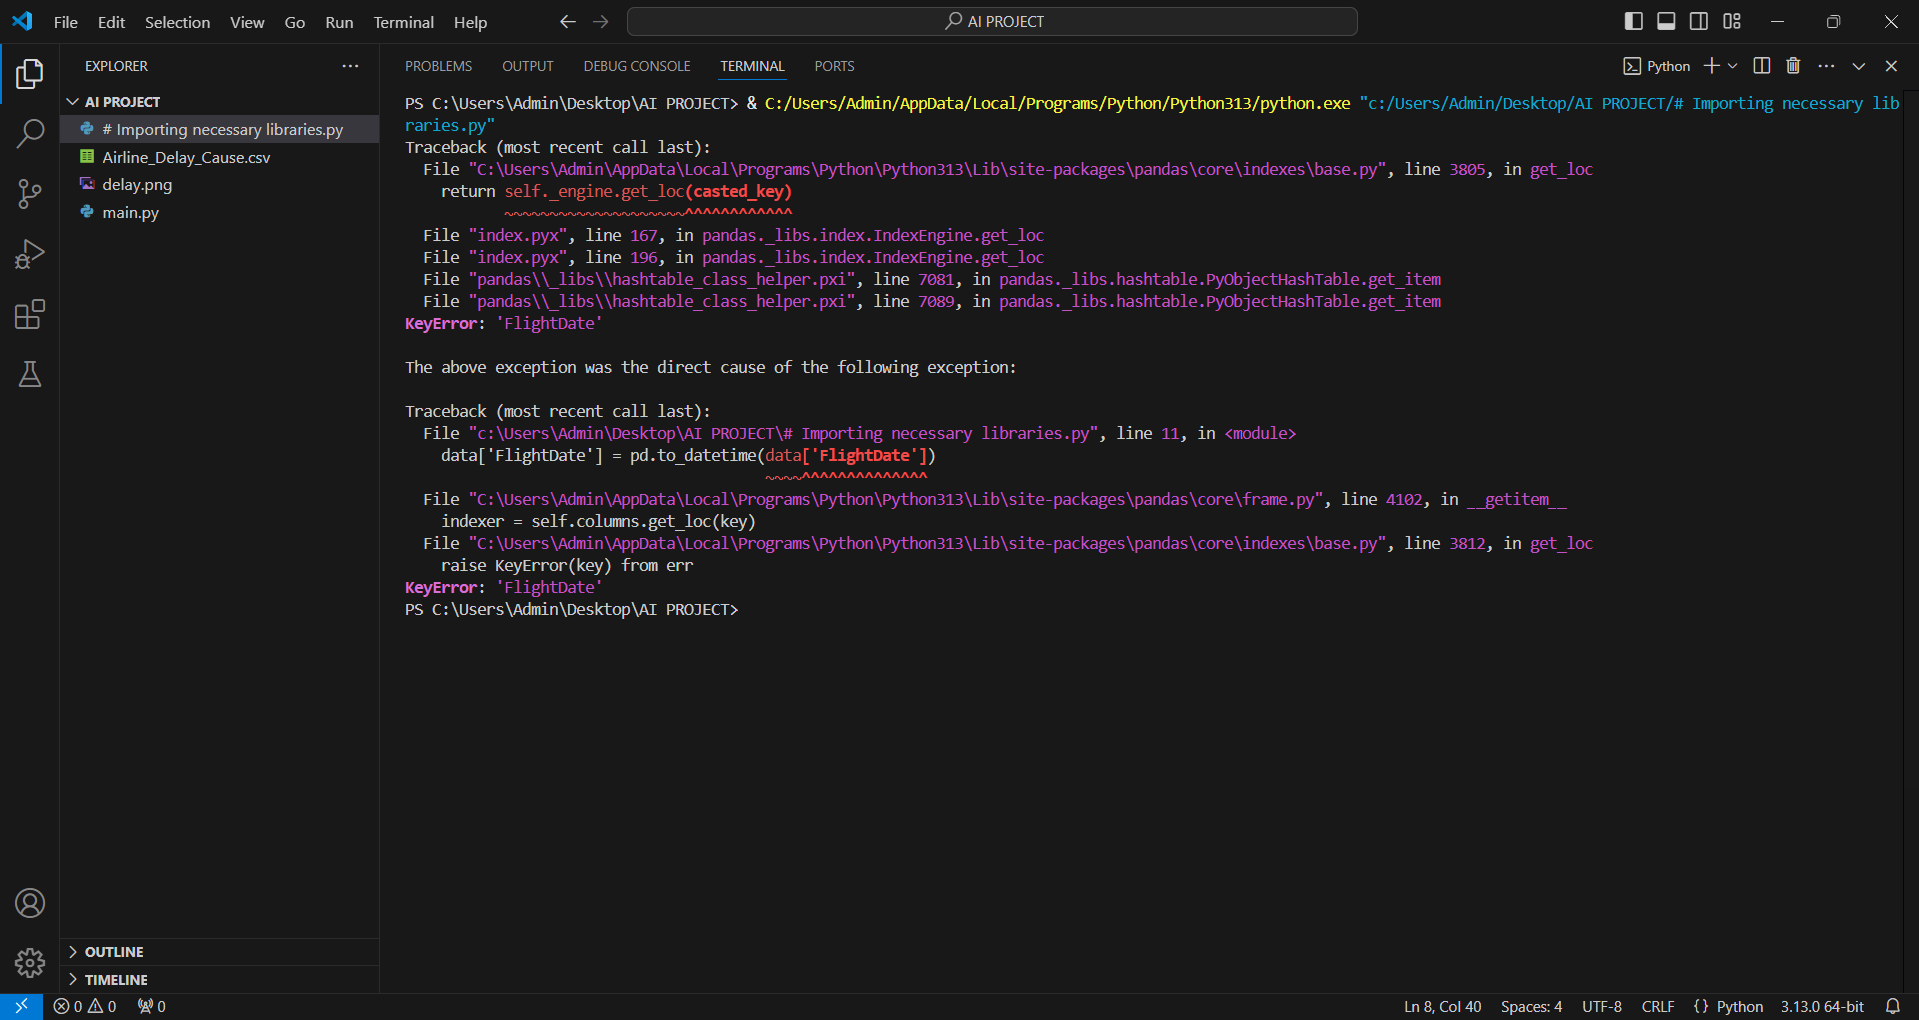 File Edit Selection View Go Run Terminal Help
AI PROJECT
EXPLORER
AI PROJECT
# Importing necessary libraries.py
Airline_Delay_Cause.csv
delay.png
main.py
OUTLINE
TIMELINE
PROBLEMS OUTPUT DEBUG CONSOLE TERMINAL PORTS
Python
PS C:\Users\Admin\Desktop\AI PROJECT> & C:/Users/Admin/AppData/Local/Programs/Python/Python313/python.exe "c:/Users/Admin/Desktop/AI PROJECT/# Importing necessary lib
raries.py"
Traceback (most recent call last):
  File "C:\Users\Admin\AppData\Local\Programs\Python\Python313\Lib\site-packages\pandas\core\indexes\base.py", line 3805, in get_loc
    return self._engine.get_loc(casted_key)
           ~~~~~~~~~~~~~~~~~~~~^^^^^^^^^^^^
  File "index.pyx", line 167, in pandas._libs.index.IndexEngine.get_loc
  File "index.pyx", line 196, in pandas._libs.index.IndexEngine.get_loc
  File "pandas\\_libs\\hashtable_class_helper.pxi", line 7081, in pandas._libs.hashtable.PyObjectHashTable.get_item
  File "pandas\\_libs\\hashtable_class_helper.pxi", line 7089, in pandas._libs.hashtable.PyObjectHashTable.get_item
KeyError: 'FlightDate'
The above exception was the direct cause of the following exception:
Traceback (most recent call last):
  File "c:\Users\Admin\Desktop\AI PROJECT\# Importing necessary libraries.py", line 11, in <module>
    data['FlightDate'] = pd.to_datetime(data['FlightDate'])
                                        ~~~~^^^^^^^^^^^^^^
  File "C:\Users\Admin\AppData\Local\Programs\Python\Python313\Lib\site-packages\pandas\core\frame.py", line 4102, in __getitem__
    indexer = self.columns.get_loc(key)
  File "C:\Users\Admin\AppData\Local\Programs\Python\Python313\Lib\site-packages\pandas\core\indexes\base.py", line 3812, in get_loc
    raise KeyError(key) from err
KeyError: 'FlightDate'
PS C:\Users\Admin\Desktop\AI PROJECT>
0 0 0
Ln 8, Col 40 Spaces: 4 UTF-8 CRLF {} Python 3.13.0 64-bit